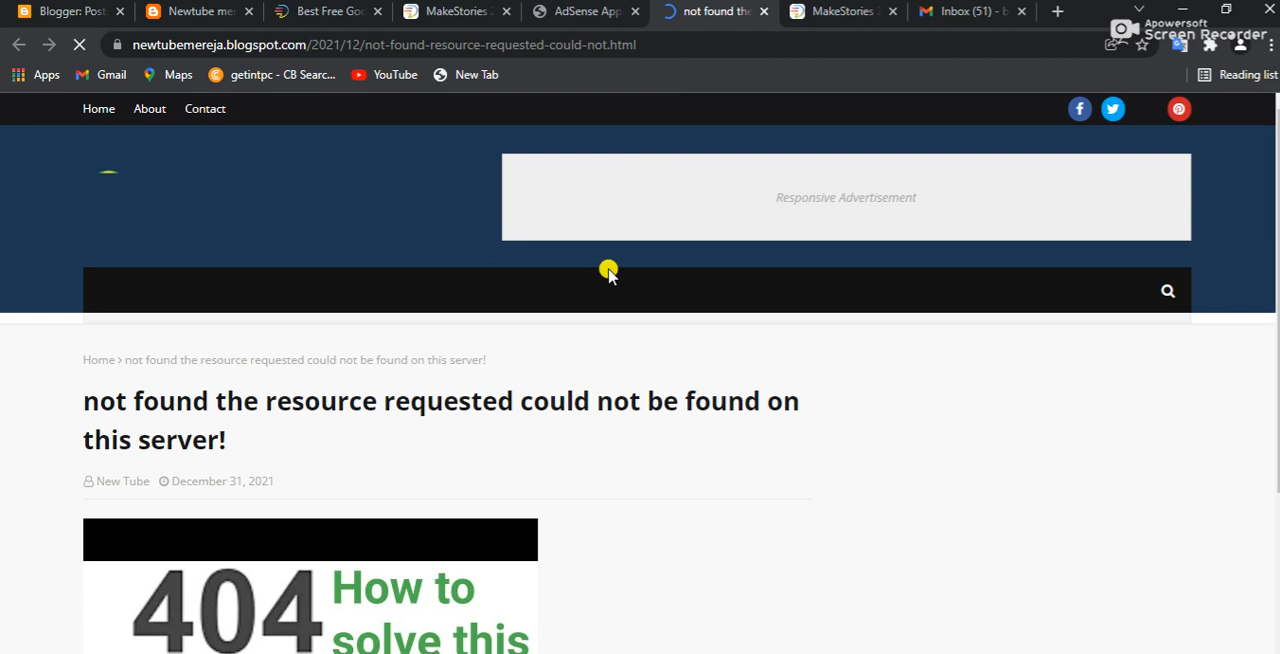 Blogger: Post
Newtube me
Best Free Go
MakeStories
AdSense App
not found the
MakeStories
Inbox (51) - b
Apowersoft
Screen Recorder
newtubemereja.blogspot.com/2021/12/not-found-resource-requested-could-not.html
Apps
Gmail
Maps
getintpc - CB Searc...
YouTube
New Tab
Reading list
Home
About
Contact
Responsive Advertisement
Home > not found the resource requested could not be found on this server!
not found the resource requested could not be found on
this server!
New Tube
December 31, 2021
404
How to
solve this